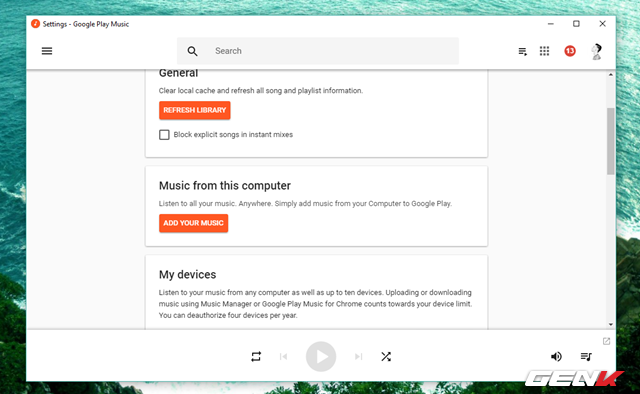 Settings - Google Play Music
Search
13
General
Clear local cache and refresh all song and playlist information.
REFRESH LIBRARY
Block explicit songs in instant mixes
Music from this computer
Listen to all your music. Anywhere. Simply add music from your Computer to Google Play.
ADD YOUR MUSIC
My devices
Listen to your music from any computer as well as up to ten devices. Uploading or downloading
music using Music Manager or Google Play Music for Chrome counts towards your device limit.
You can deauthorize four devices per year.
GENK